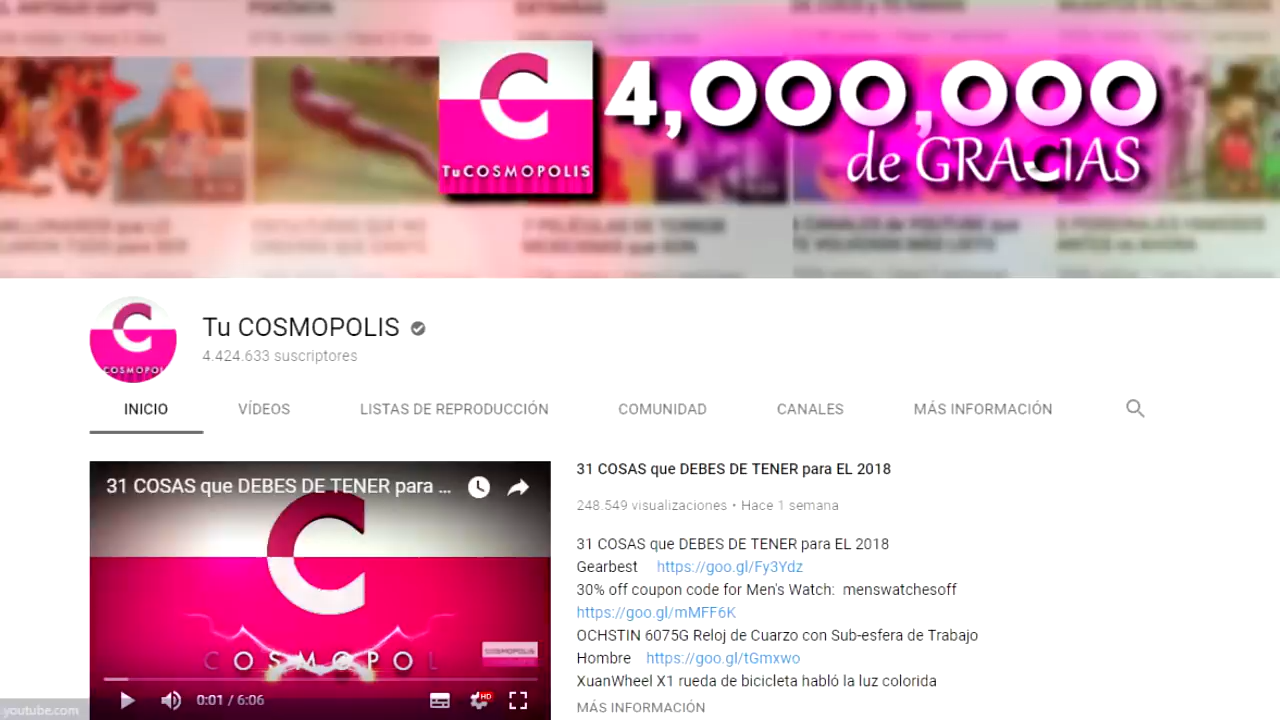 C
TuCOSMOPOLIS
4,000,000
de GRACIAS
C
COSMOPOL
Tu COSMOPOLIS
4.424.633 suscriptores
INICIO
VÍDEOS
LISTAS DE REPRODUCCIÓN
COMUNIDAD
CANALES
MÁS INFORMACIÓN
31 COSAS que DEBES DE TENER para ...
C
COSMOPOL
COSMOPOLIS
0:01 / 6:06
HD
31 COSAS que DEBES DE TENER para EL 2018
248.549 visualizaciones • Hace 1 semana
31 COSAS que DEBES DE TENER para EL 2018
Gearbest https://goo.gl/Fy3Ydz
30% off coupon code for Men's Watch: menswatchesoff
https://goo.gl/mMFF6K
OCHSTIN 6075G Reloj de Cuarzo con Sub-esfera de Trabajo
Hombre https://goo.gl/tGmxwo
XuanWheel X1 rueda de bicicleta habló la luz colorida
MÁS INFORMACIÓN
youtube.com